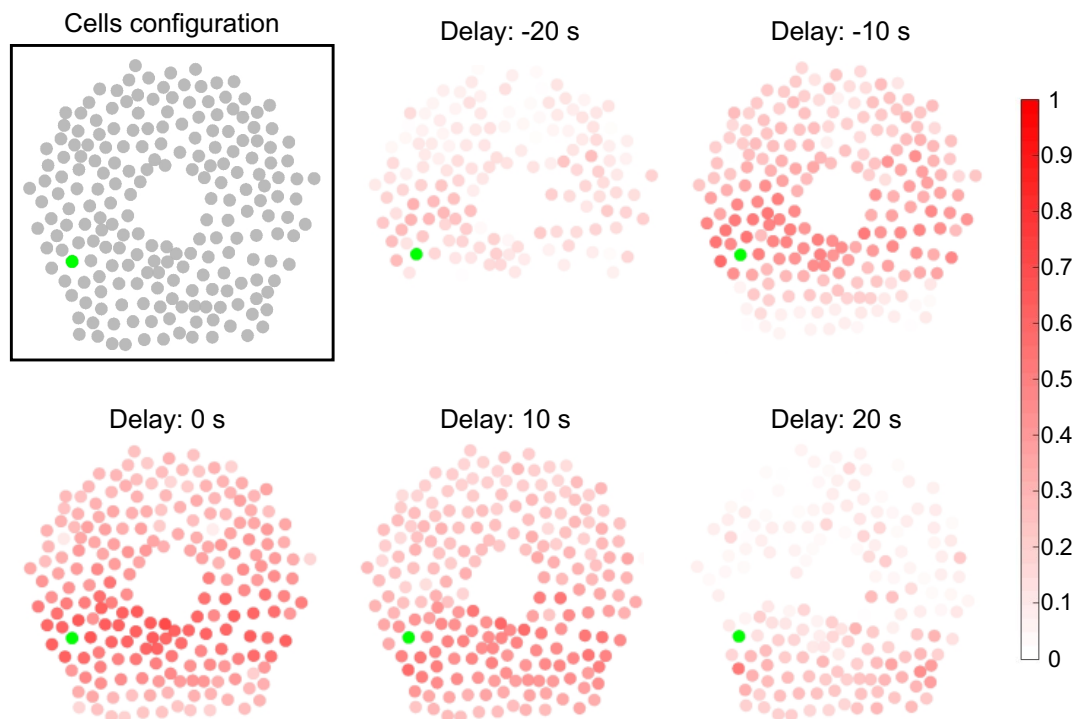 Cells configuration
Delay: -20 s
Delay: -10 s
1
0.9
0.8
0.7
0.6
0.5
0.4
0.3
0.2
0.1
0
Delay: 0 s
Delay: 10 s
Delay: 20 s